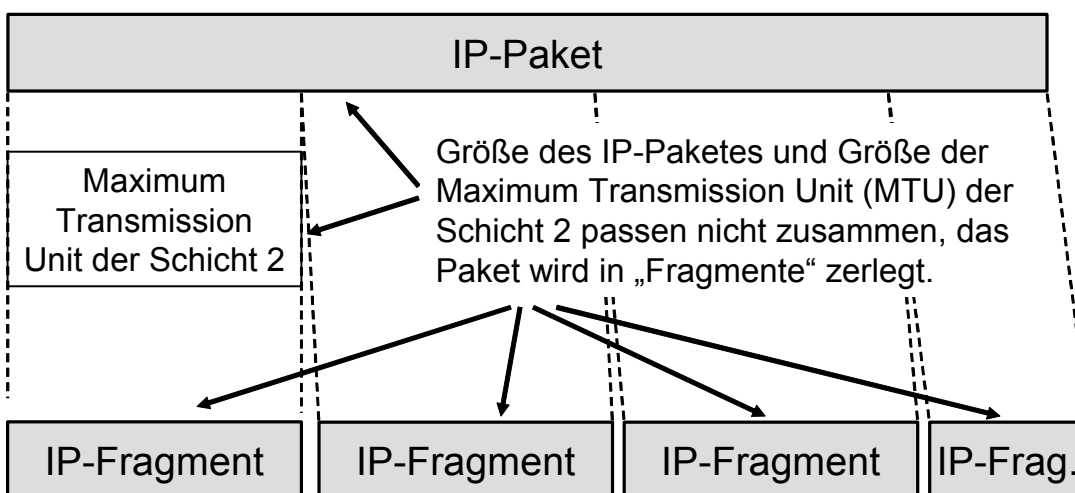 IP-Paket
Größe des IP-Paketes und Größe der
Maximum Transmission Unit (MTU) der
Schicht 2 passen nicht zusammen, das
Paket wird in „Fragmente“ zerlegt.
Maximum
Transmission
Unit der Schicht 2
IP-Fragment
IP-Fragment
IP-Fragment
IP-Frag.